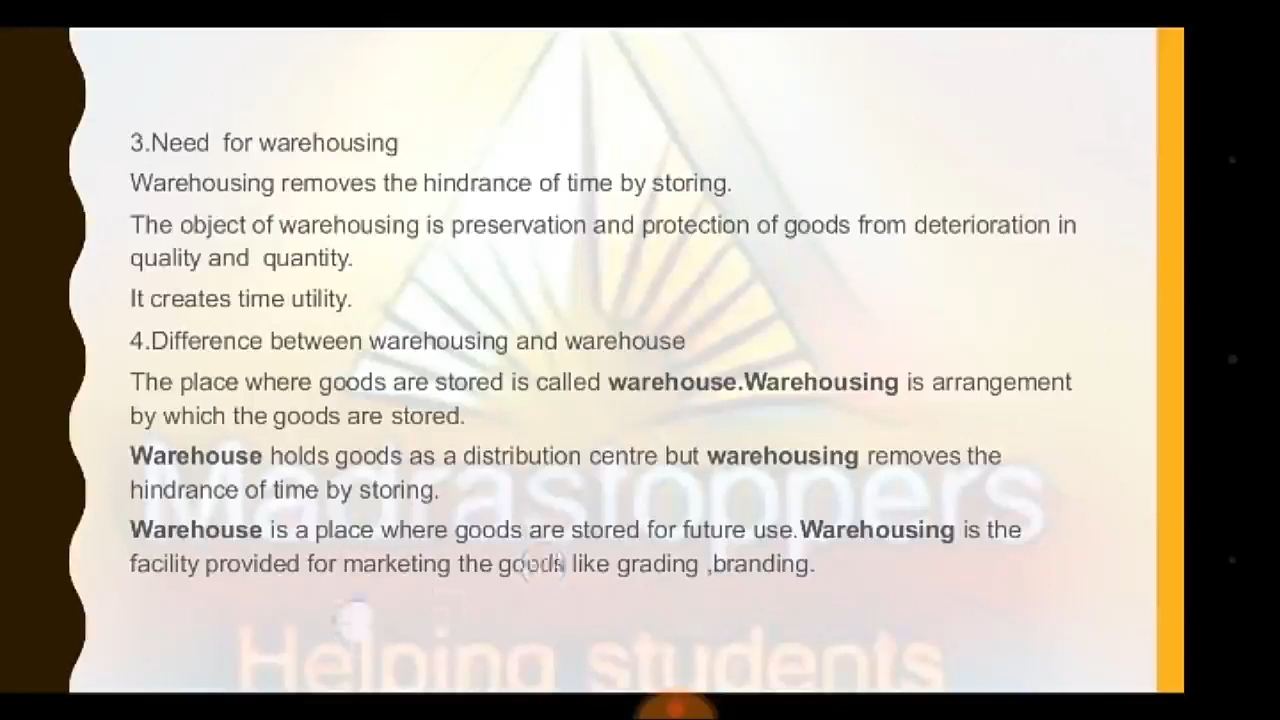 3.Need  for warehousing
Warehousing removes the hindrance of time by storing.
The object of warehousing is preservation and protection of goods from deterioration in
quality and  quantity.
It creates time utility.
4.Difference between warehousing and warehouse
The place where goods are stored is called warehouse.Warehousing is arrangement
by which the goods are stored.
Warehouse holds goods as a distribution centre but warehousing removes the
hindrance of time by storing.
Warehouse is a place where goods are stored for future use.Warehousing is the
facility provided for marketing the goods like grading ,branding.
Madrastoppers
Helping students